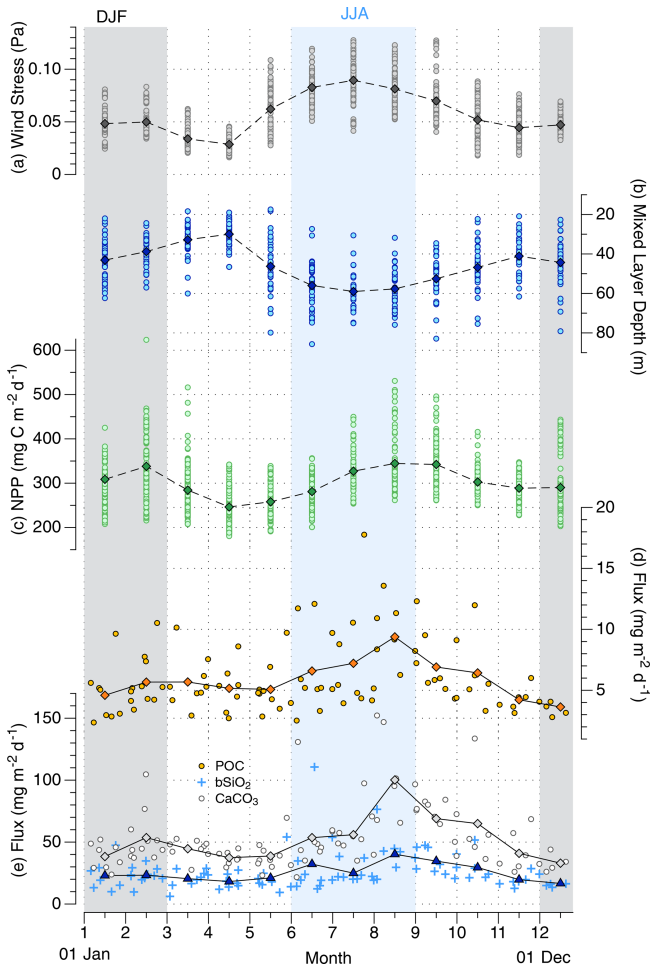 DJF
JJA
(a) Wind Stress (Pa)
0.10
0.05
0
(b) Mixed Layer Depth (m)
20
40
60
80
(c) NPP (mg C m⁻² d⁻¹)
600
500
400
300
200
(d) Flux (mg m⁻² d⁻¹)
20
15
10
5
(e) Flux (mg m⁻² d⁻¹)
150
100
50
0
POC
bSiO₂
CaCO₃
1 2 3 4 5 6 7 8 9 10 11 12
01 Jan Month 01 Dec